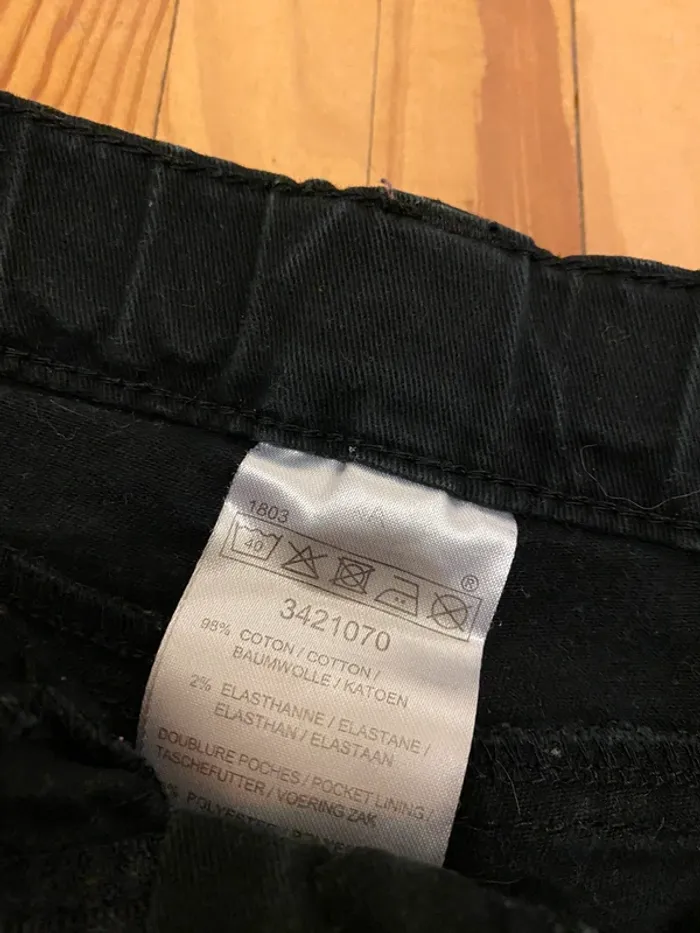 1803
40
®
3421070
98% COTON / COTTON /
BAUMWOLLE / KATOEN
2% ELASTHANNE / ELASTANE /
ELASTHAN / ELASTAAN
DOUBLURE POCHES / POCKET LINING /
TASCHEFUTTER / VOERING ZAK